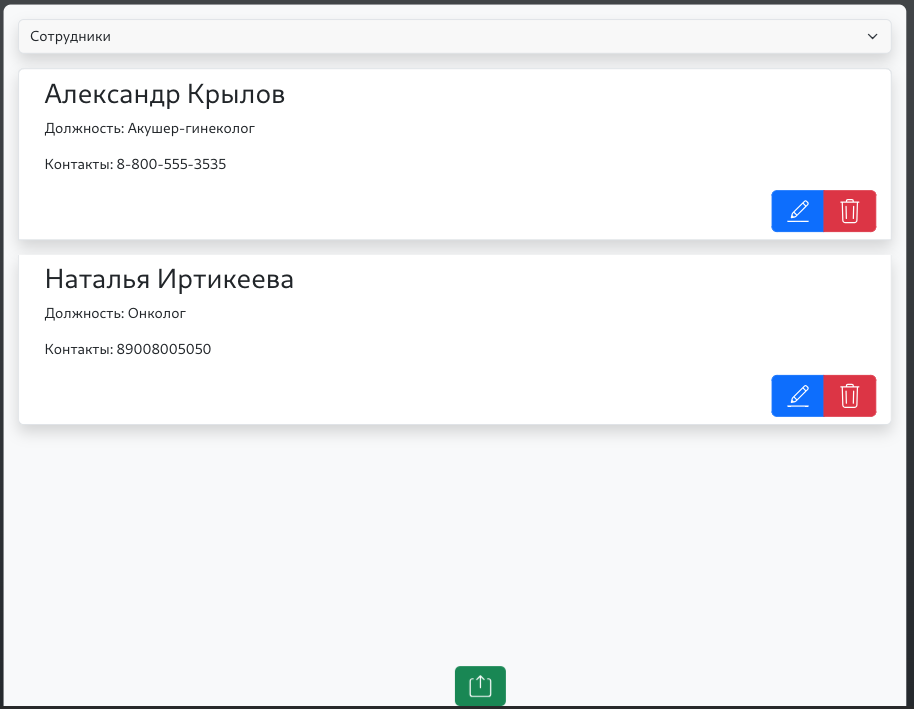 Сотрудники
Александр Крылов
Должность: Акушер-гинеколог
Контакты: 8-800-555-3535
Наталья Иртикеева
Должность: Онколог
Контакты: 89008005050